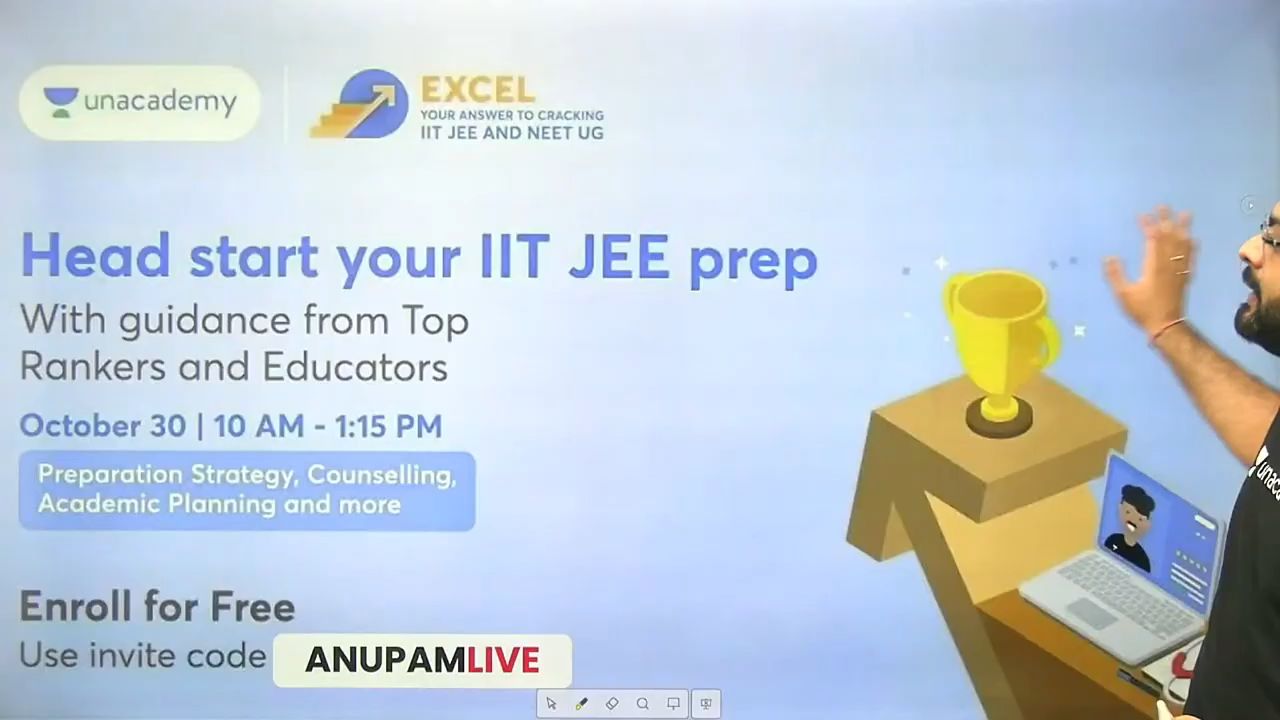 unacademy
EXCEL
YOUR ANSWER TO CRACKING
IIT JEE AND NEET UG
Head start your IIT JEE prep
With guidance from Top
Rankers and Educators
October 30 | 10 AM - 1:15 PM
Preparation Strategy, Counselling,
Academic Planning and more
Enroll for Free
Use invite code ANUPAMLIVE